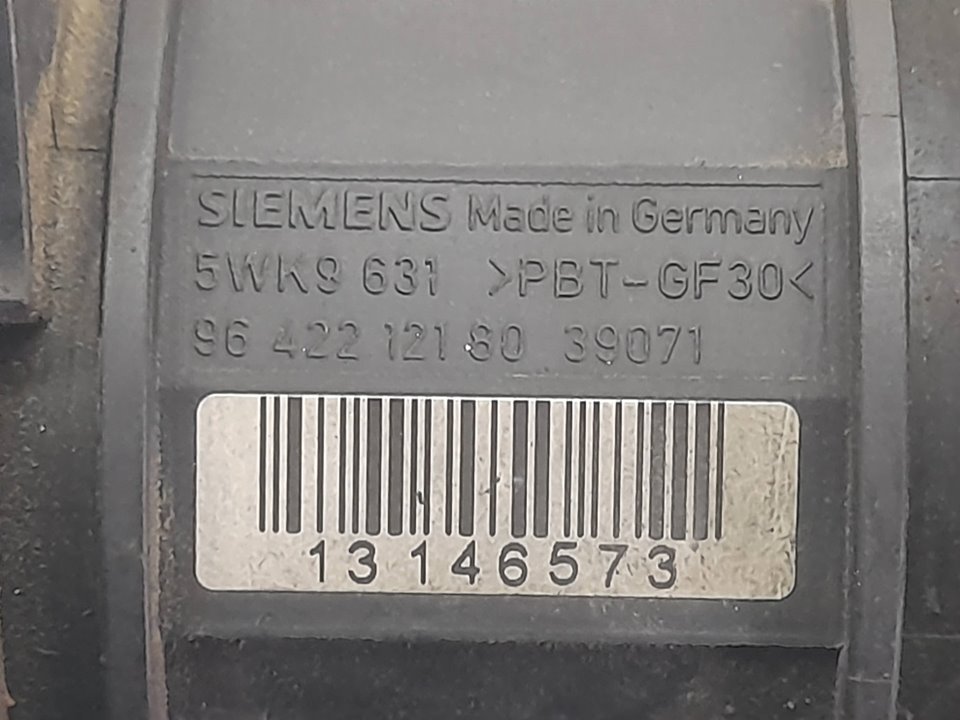 SIEMENS Made in Germany
5WK9 631 >PBT-GF30<
96 422 121 80 39071
13146573